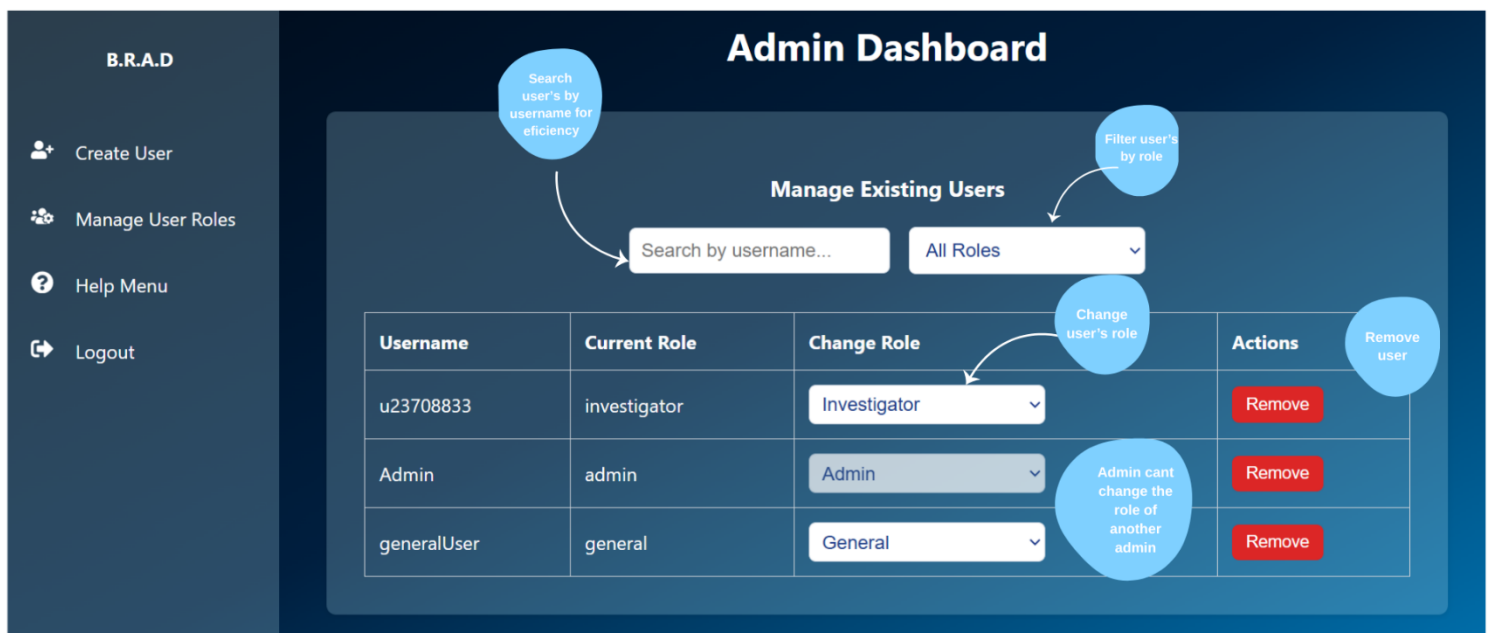 B.R.A.D
Create User
Manage User Roles
Help Menu
Logout
Admin Dashboard
Search
user's by
username for
eficiency
Filter user's
by role
Manage Existing Users
Search by username...
All Roles
Change
user's role
Remove
user
Username Current Role Change Role Actions
u23708833 investigator Investigator Remove
Admin admin Admin Remove
Admin cant
change the
role of
another
admin
generalUser general General Remove